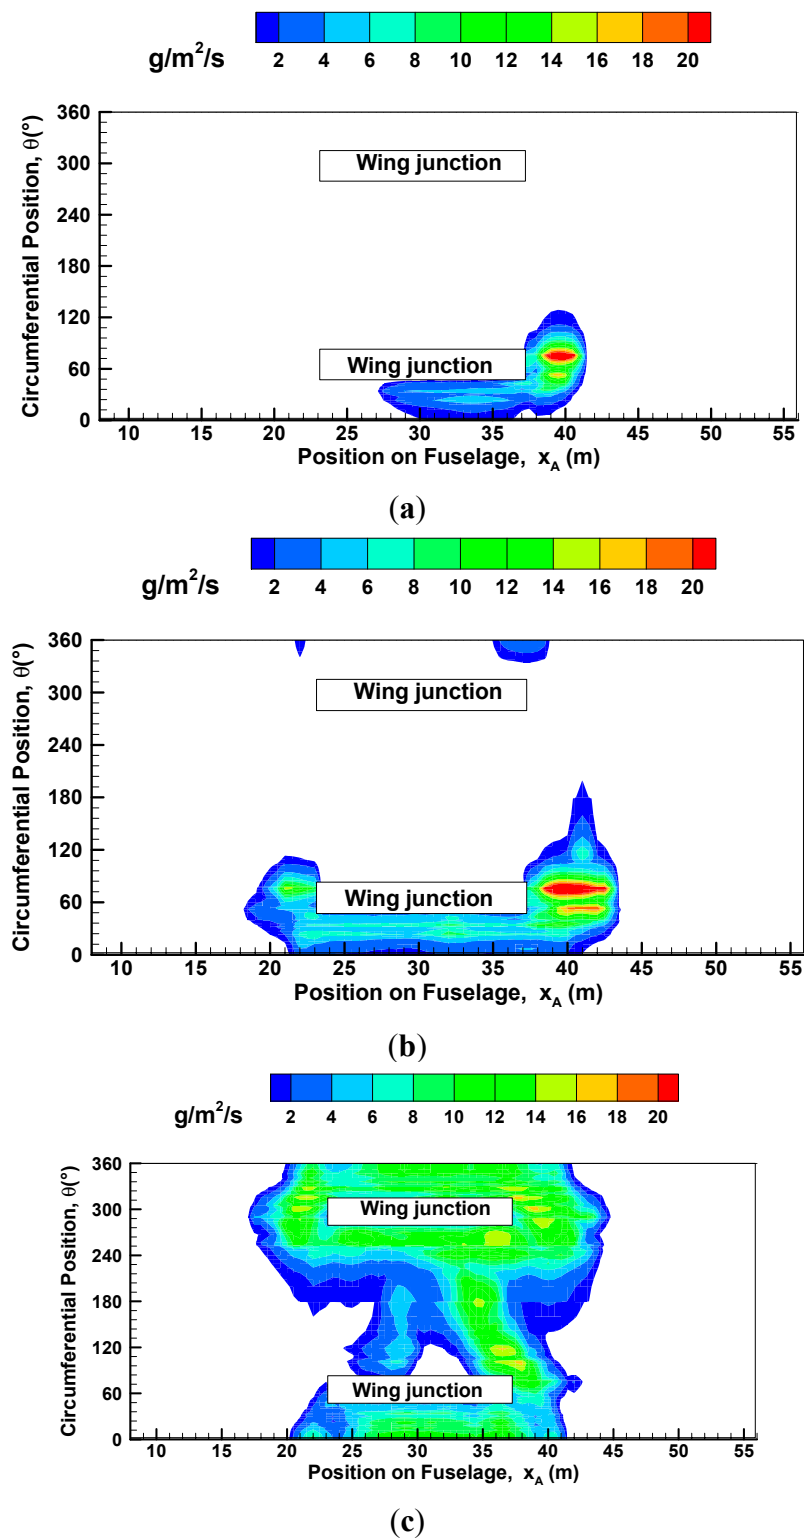 g/m²/s
2 4 6 8 10 12 14 16 18 20
Circumferential Position, θ(°)
360
300
240
180
120
60
0
Wing junction
Wing junction
10 15 20 25 30 35 40 45 50 55
Position on Fuselage, x_A (m)
(a)
g/m²/s
2 4 6 8 10 12 14 16 18 20
Circumferential Position, θ(°)
360
300
240
180
120
60
0
Wing junction
Wing junction
10 15 20 25 30 35 40 45 50 55
Position on Fuselage, x_A (m)
(b)
g/m²/s
2 4 6 8 10 12 14 16 18 20
Circumferential Position, θ(°)
360
300
240
180
120
60
0
Wing junction
Wing junction
10 15 20 25 30 35 40 45 50 55
Position on Fuselage, x_A (m)
(c)